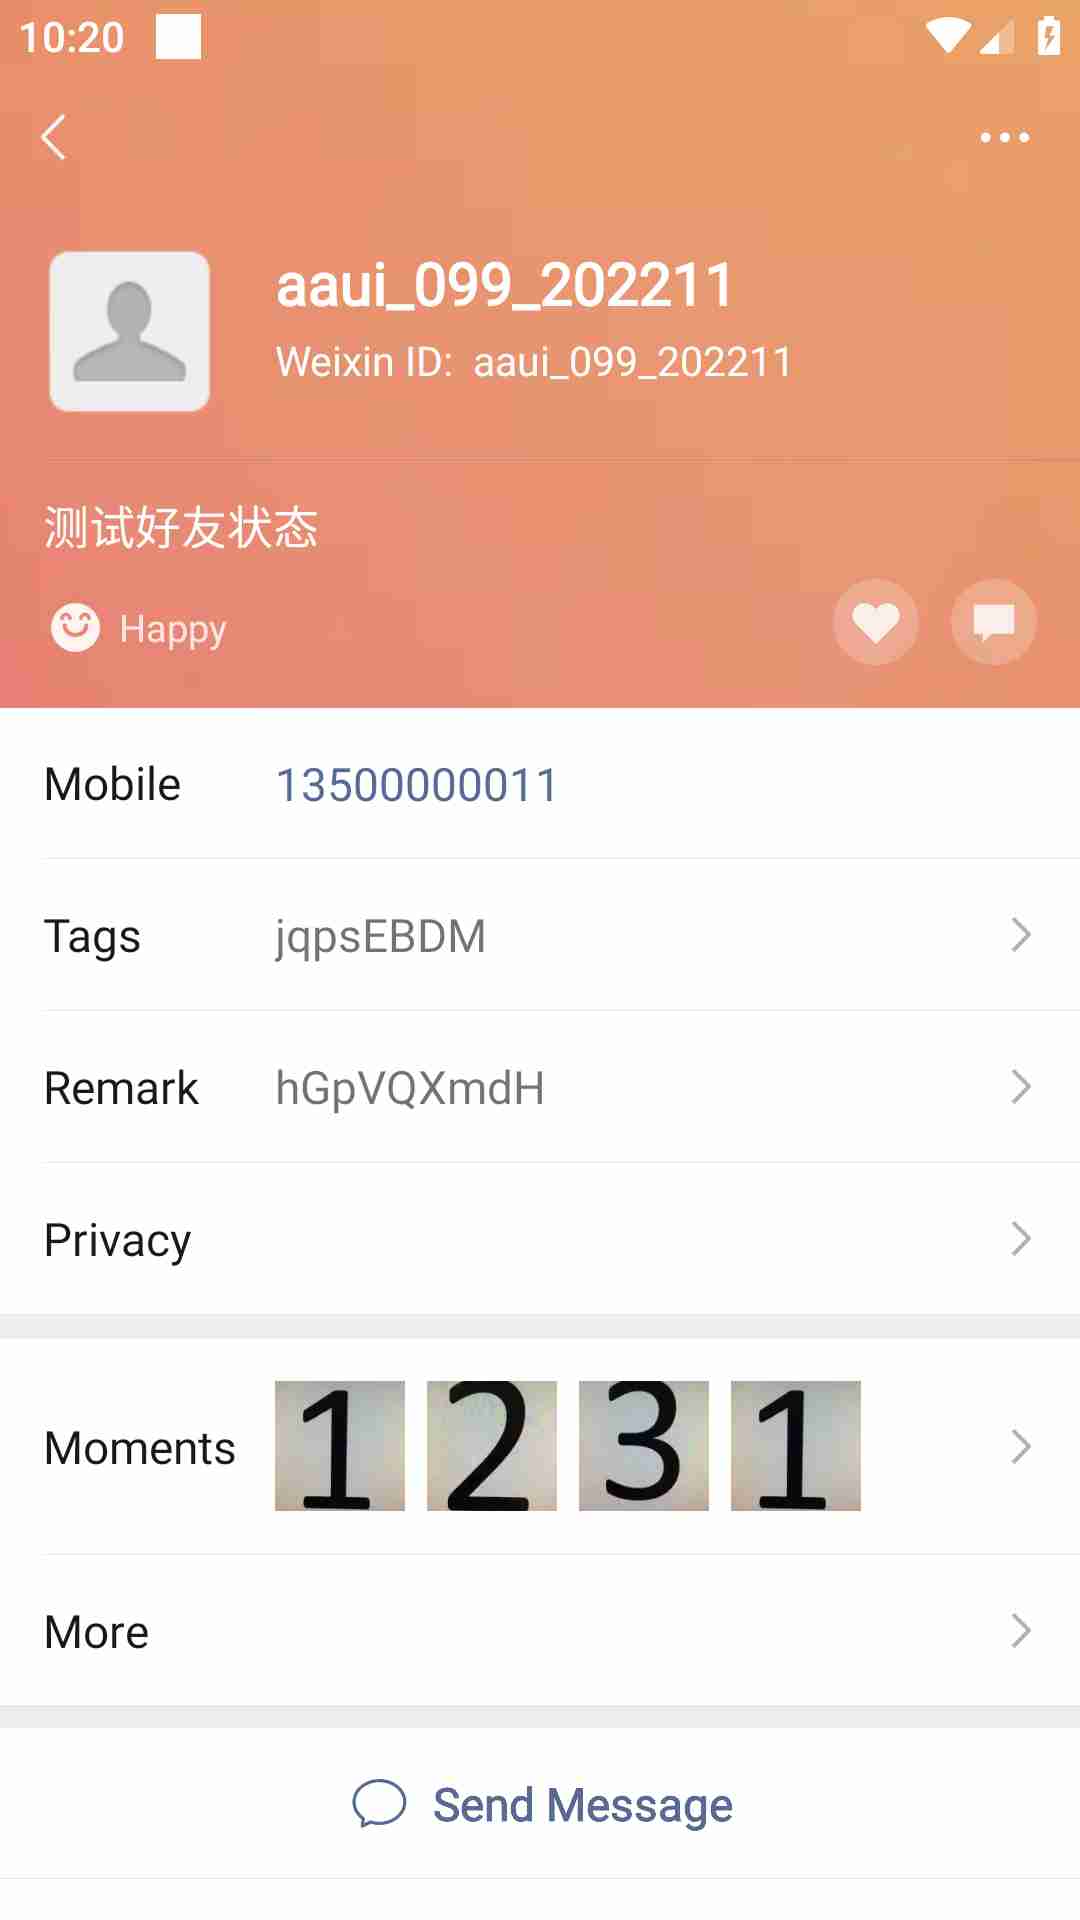 10:20
aaui_099_202211
Weixin ID: aaui_099_202211
测试好友状态
Happy
Mobile 13500000011
Tags jqpsEBDM
Remark hGpVQXmdH
Privacy
Moments 1 2 3 1
More
Send Message